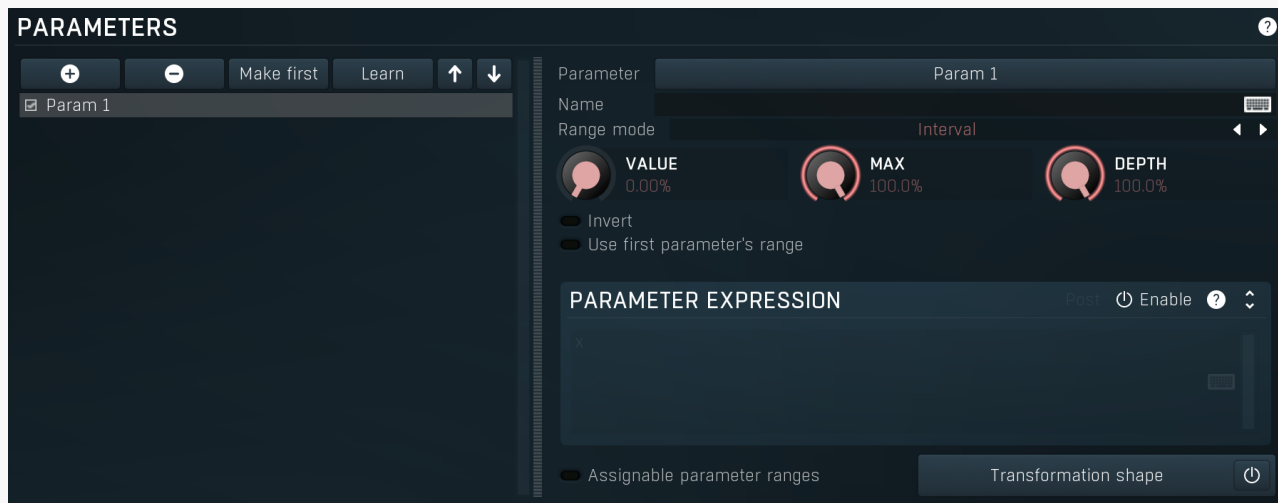 PARAMETERS ?
Make first Learn
Param 1
Parameter Param 1
Name
Range mode Interval
VALUE
0.00%
MAX
100.0%
DEPTH
100.0%
Invert
Use first parameter's range
PARAMETER EXPRESSION Post Enable ?
x
Assignable parameter ranges Transformation shape